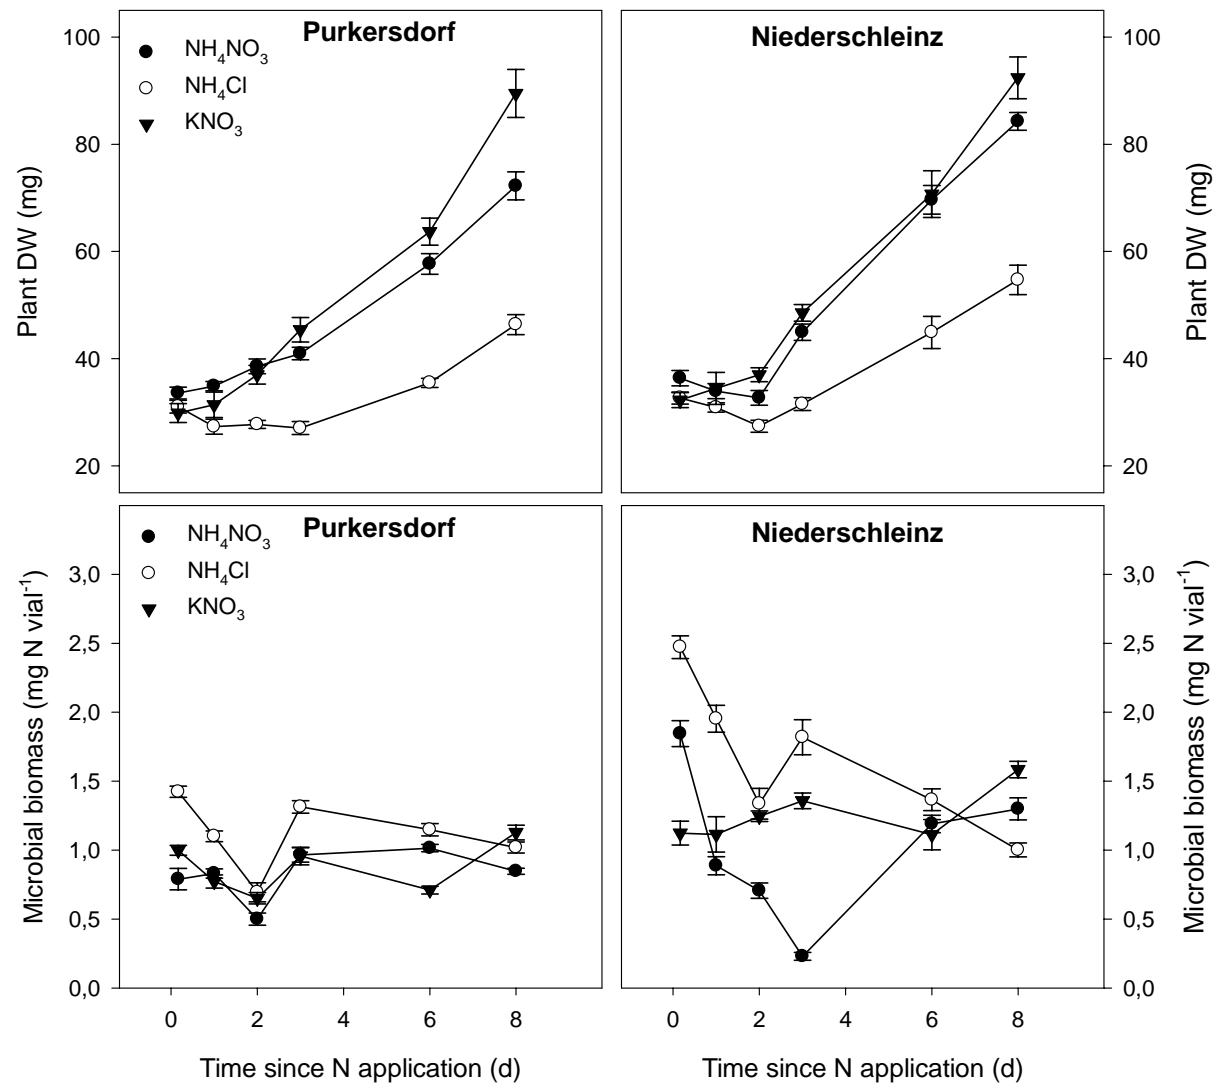 Purkersdorf
NH4NO3
NH4Cl
KNO3
100
80
60
40
20
Plant DW (mg)
Niederschleinz
100
80
60
40
20
Plant DW (mg)
Purkersdorf
NH4NO3
NH4Cl
KNO3
3,0
2,5
2,0
1,5
1,0
0,5
0,0
Microbial biomass (mg N vial-1)
0 2 4 6 8
Time since N application (d)
Niederschleinz
3,0
2,5
2,0
1,5
1,0
0,5
0,0
Microbial biomass (mg N vial-1)
0 2 4 6 8
Time since N application (d)